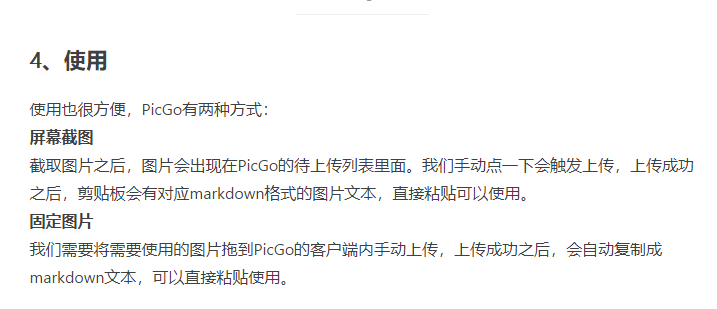 4、使用
使用也很方便，PicGo有两种方式：
屏幕截图
截取图片之后，图片会出现在PicGo的待上传列表里面。我们手动点一下会触发上传，上传成功
之后，剪贴板会有对应markdown格式的图片文本，直接粘贴可以使用。
固定图片
我们需要将需要使用的图片拖到PicGo的客户端内手动上传，上传成功之后，会自动复制成
markdown文本，可以直接粘贴使用。